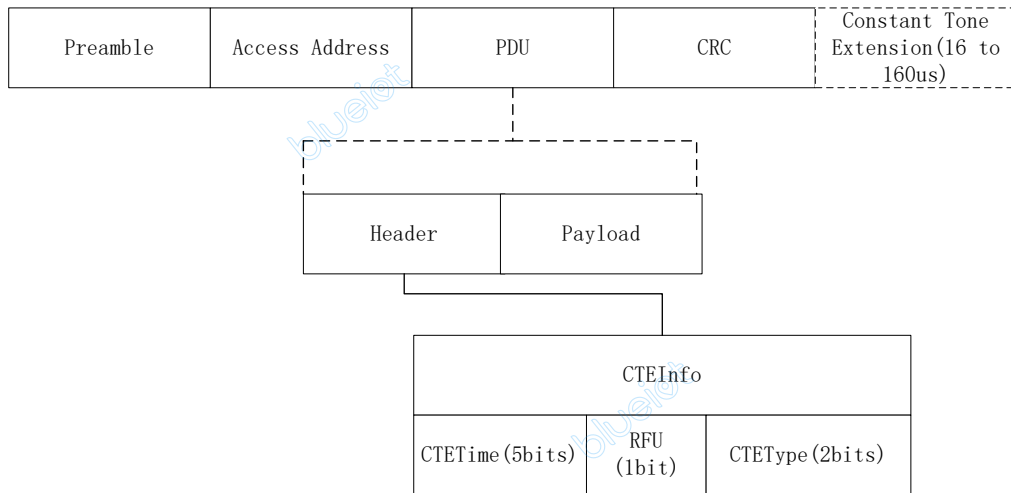 Preamble
Access Address
PDU
CRC
Constant Tone
Extension(16 to
160us)
blueiot
Header
Payload
CTEInfo
blueiot
CTETime(5bits)
RFU
(1bit)
CTEType(2bits)